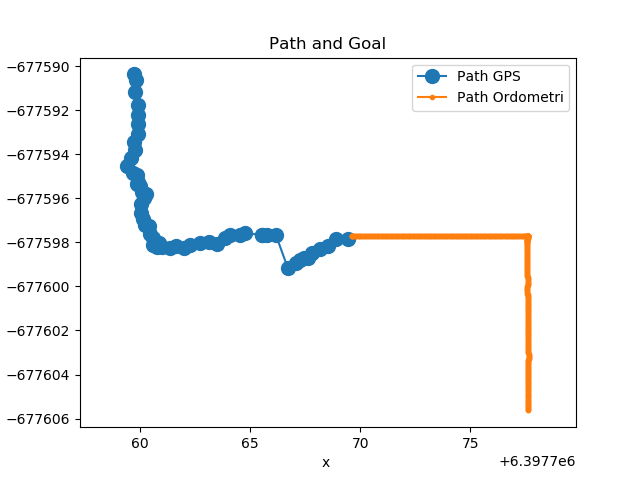 Path and Goal
Path GPS
Path Ordometri
−677590
−677592
−677594
−677596
−677598
−677600
−677602
−677604
−677606
60 65 70 75
+6.3977e6
x